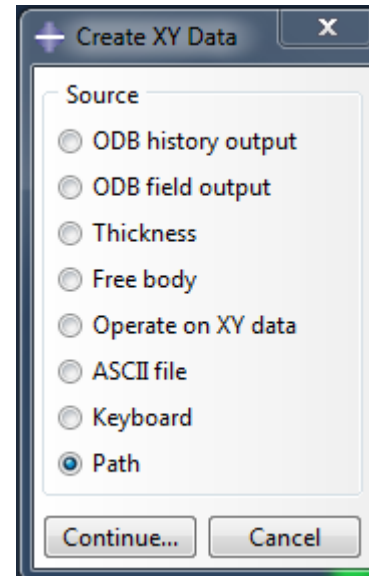 Create XY Data
X
Source
ODB history output
ODB field output
Thickness
Free body
Operate on XY data
ASCII file
Keyboard
Path
Continue... Cancel